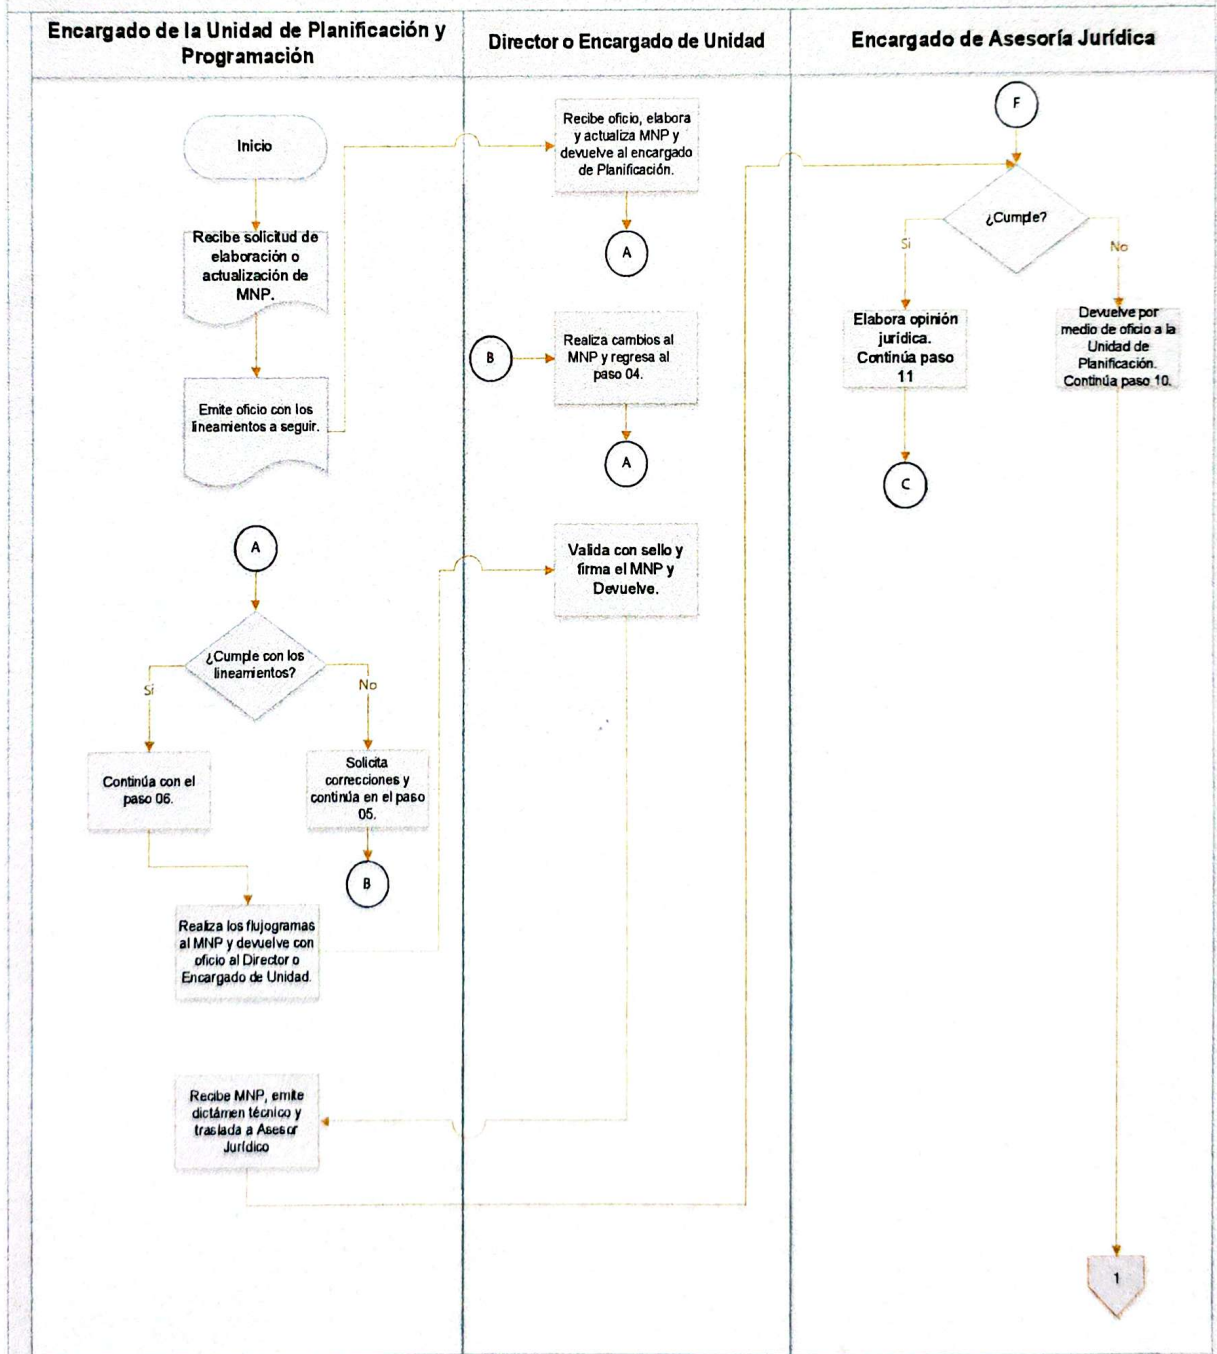 Encargado de la Unidad de Planificación y
Programación
Director o Encargado de Unidad
Encargado de Asesoría Jurídica
Inicio
Recibe solicitud de
elaboración o
actualización de
MNP.
Emite oficio con los
lineamientos a seguir.
A
¿Cumple con los
lineamientos?
Si
No
Continúa con el
paso 06.
Solicita
correcciones y
continúa en el paso
05.
B
Realiza los flujogramas
al MNP y devuelve con
oficio al Director o
Encargado de Unidad.
Recibe MNP, emite
dictámen técnico y
traslada a Asesor
Jurídico
Recibe oficio, elabora
y actualiza MNP y
devuelve al encargado
de Planificación.
A
B
Realiza cambios al
MNP y regresa al
paso 04.
A
Valida con sello y
firma el MNP y
Devuelve.
F
¿Cumple?
Si
No
Elabora opinión
jurídica.
Continúa paso
11
C
Devuelve por
medio de oficio a la
Unidad de
Planificación.
Continúa paso 10.
1